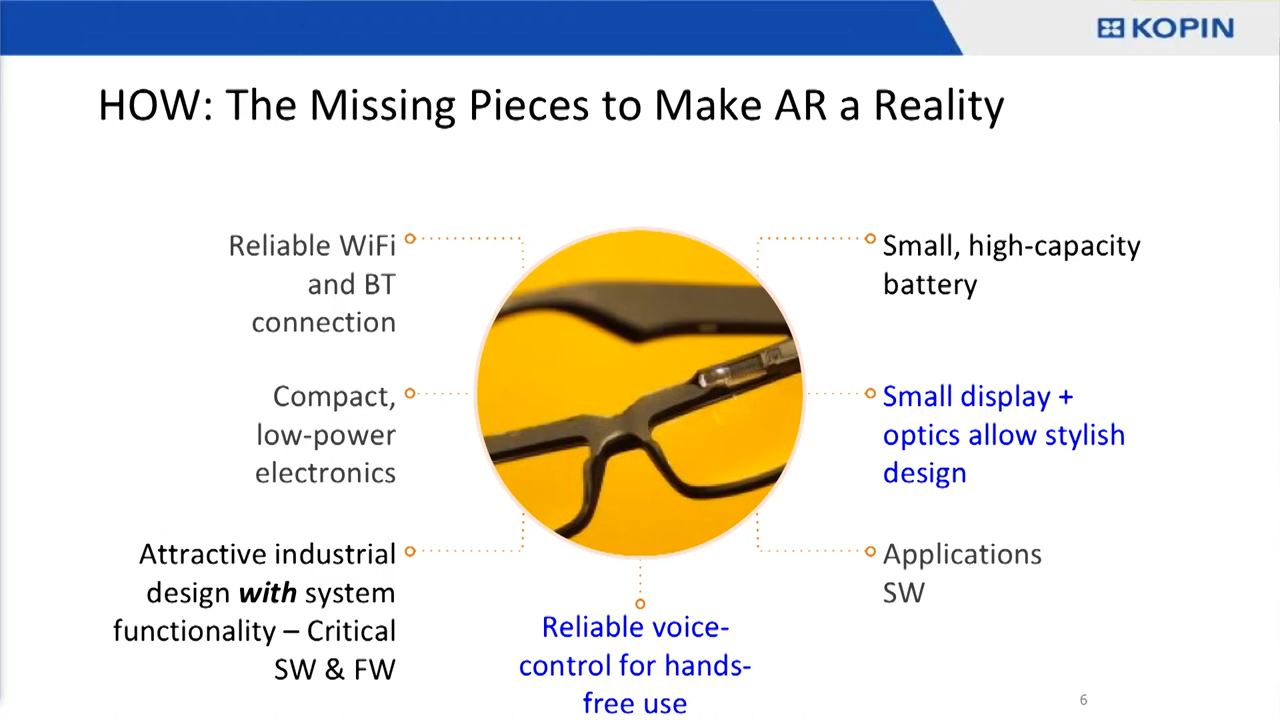 KOPIN
HOW: The Missing Pieces to Make AR a Reality
Reliable WiFi
and BT
connection
Compact,
low-power
electronics
Attractive industrial
design with system
functionality – Critical
SW & FW
Reliable voice-
control for hands-
free use
Small, high-capacity
battery
Small display +
optics allow stylish
design
Applications
SW
6